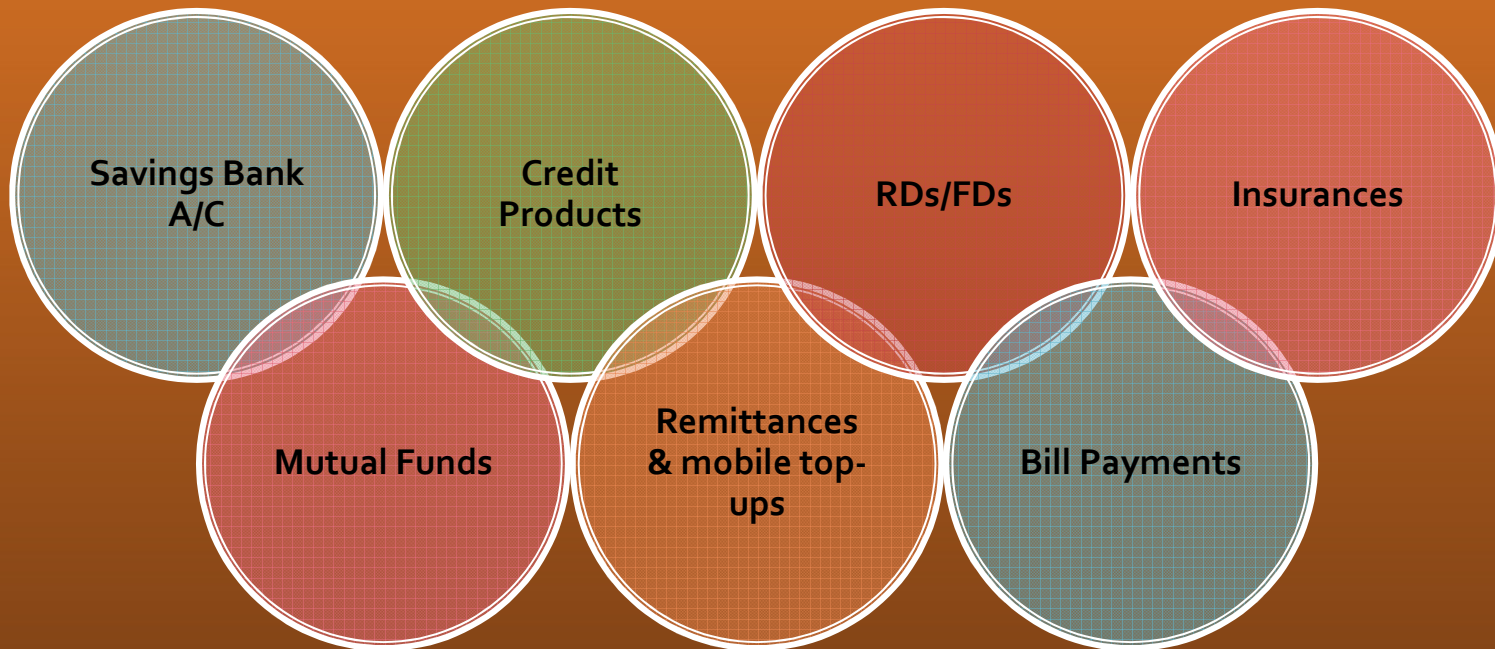 Savings Bank
A/C
Credit
Products
RDs/FDs
Insurances
Mutual Funds
Remittances
& mobile top-
ups
Bill Payments